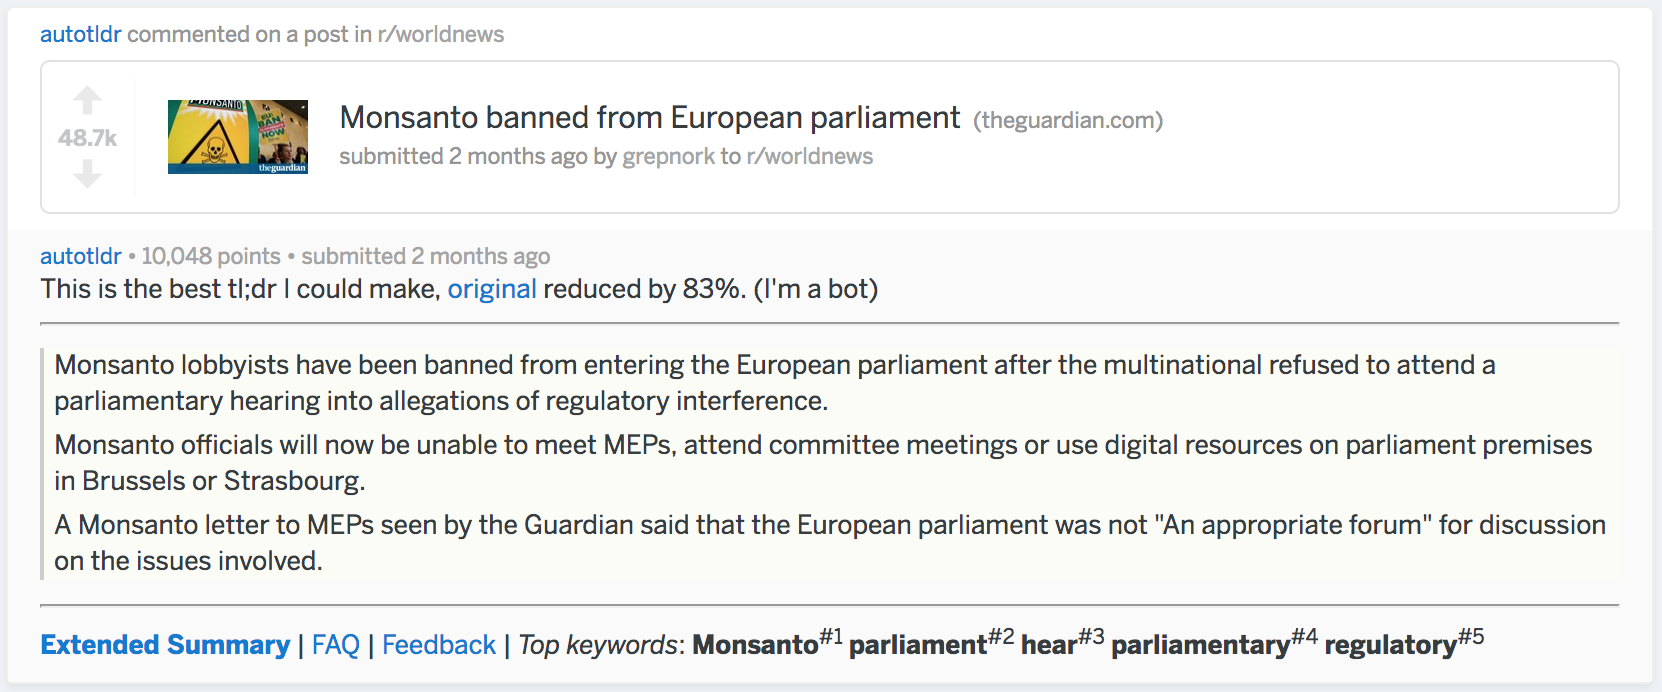 autotldr commented on a post in r/worldnews
MONSANTO
BAN
NOW
theguardian
48.7k
Monsanto banned from European parliament (theguardian.com)
submitted 2 months ago by grepnork to r/worldnews
autotldr • 10,048 points • submitted 2 months ago
This is the best tl;dr I could make, original reduced by 83%. (I'm a bot)
Monsanto lobbyists have been banned from entering the European parliament after the multinational refused to attend a
parliamentary hearing into allegations of regulatory interference.
Monsanto officials will now be unable to meet MEPs, attend committee meetings or use digital resources on parliament premises
in Brussels or Strasbourg.
A Monsanto letter to MEPs seen by the Guardian said that the European parliament was not "An appropriate forum" for discussion
on the issues involved.
Extended Summary | FAQ | Feedback | Top keywords: Monsanto#1 parliament#2 hear#3 parliamentary#4 regulatory#5